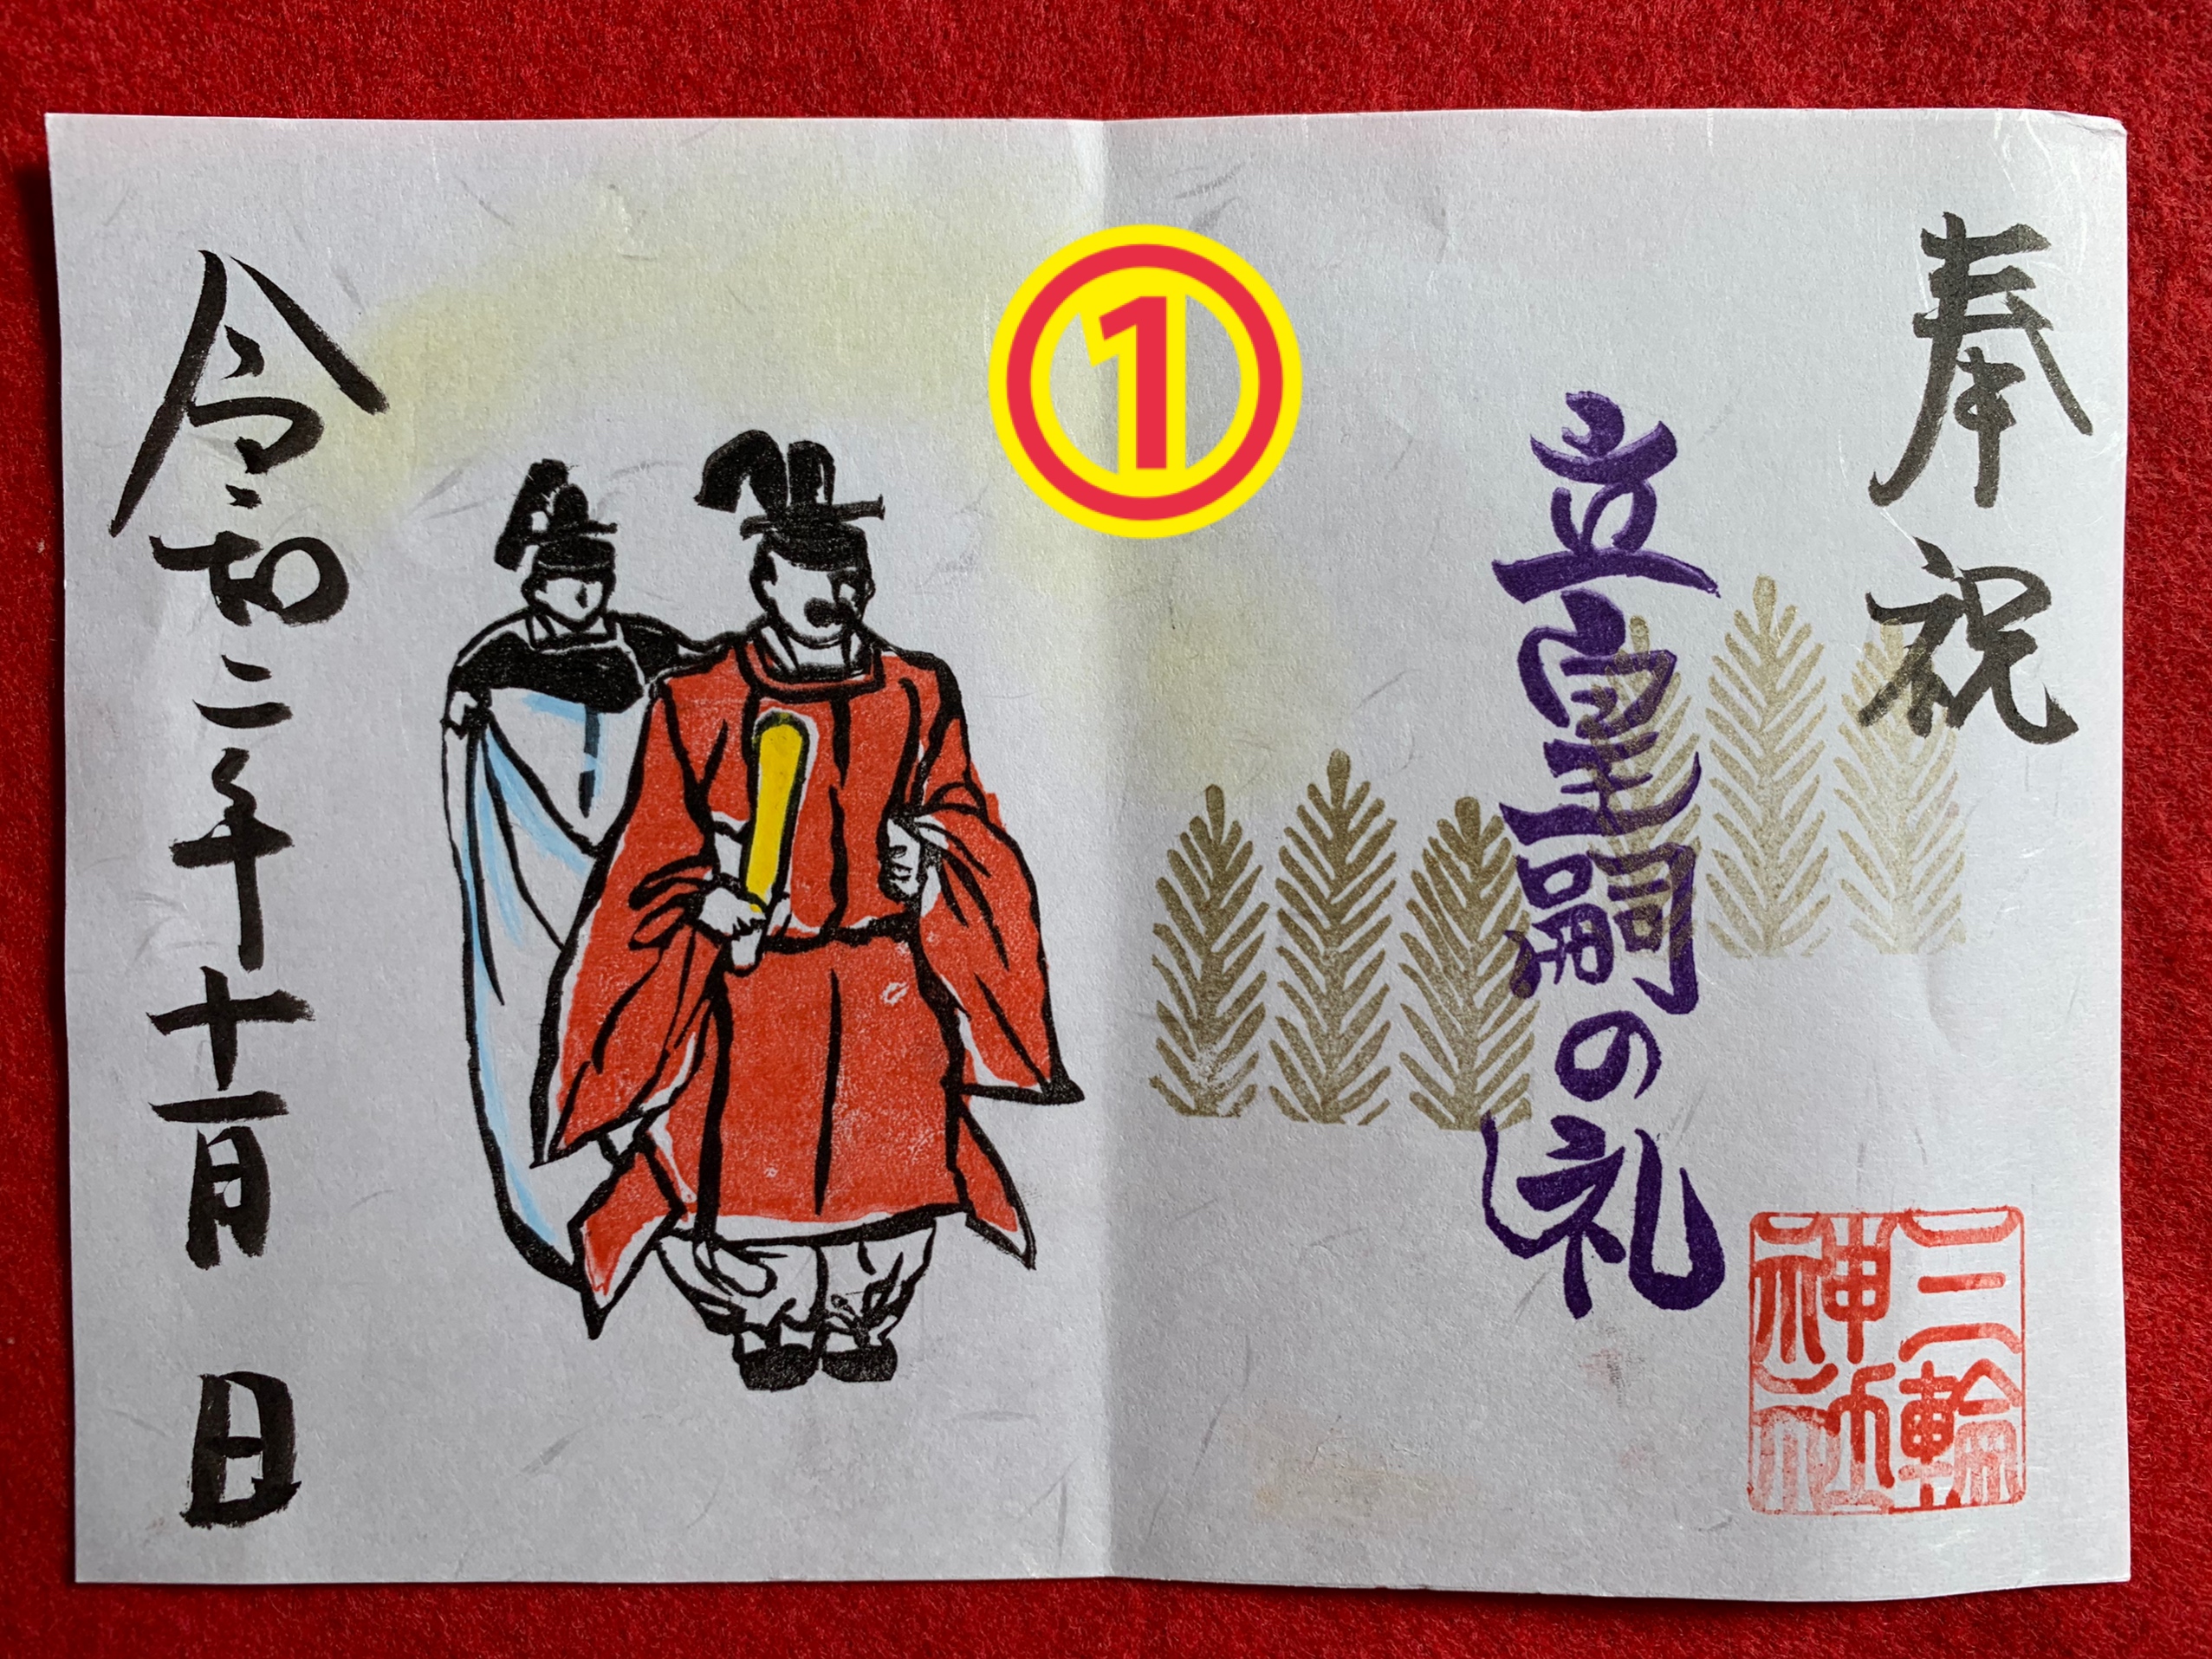 奉祝
立皇嗣の礼
三輪
神社
①
令和二年十一月 日